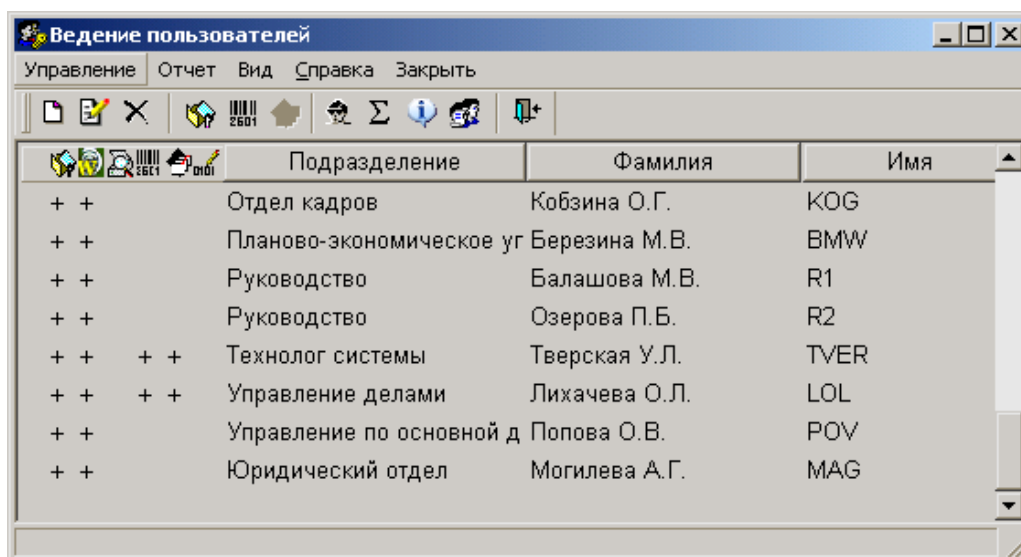 Ведение пользователей
Управление Отчет Вид Справка Закрыть
2601
Подразделение Фамилия Имя
+ + Отдел кадров Кобзина О.Г. KOG
+ + Планово-экономическое уг Березина М.В. BMW
+ + Руководство Балашова М.В. R1
+ + Руководство Озерова П.Б. R2
+ + + + Технолог системы Тверская У.Л. TVER
+ + + + Управление делами Лихачева О.Л. LOL
+ + Управление по основной д Попова О.В. POV
+ + Юридический отдел Могилева А.Г. MAG